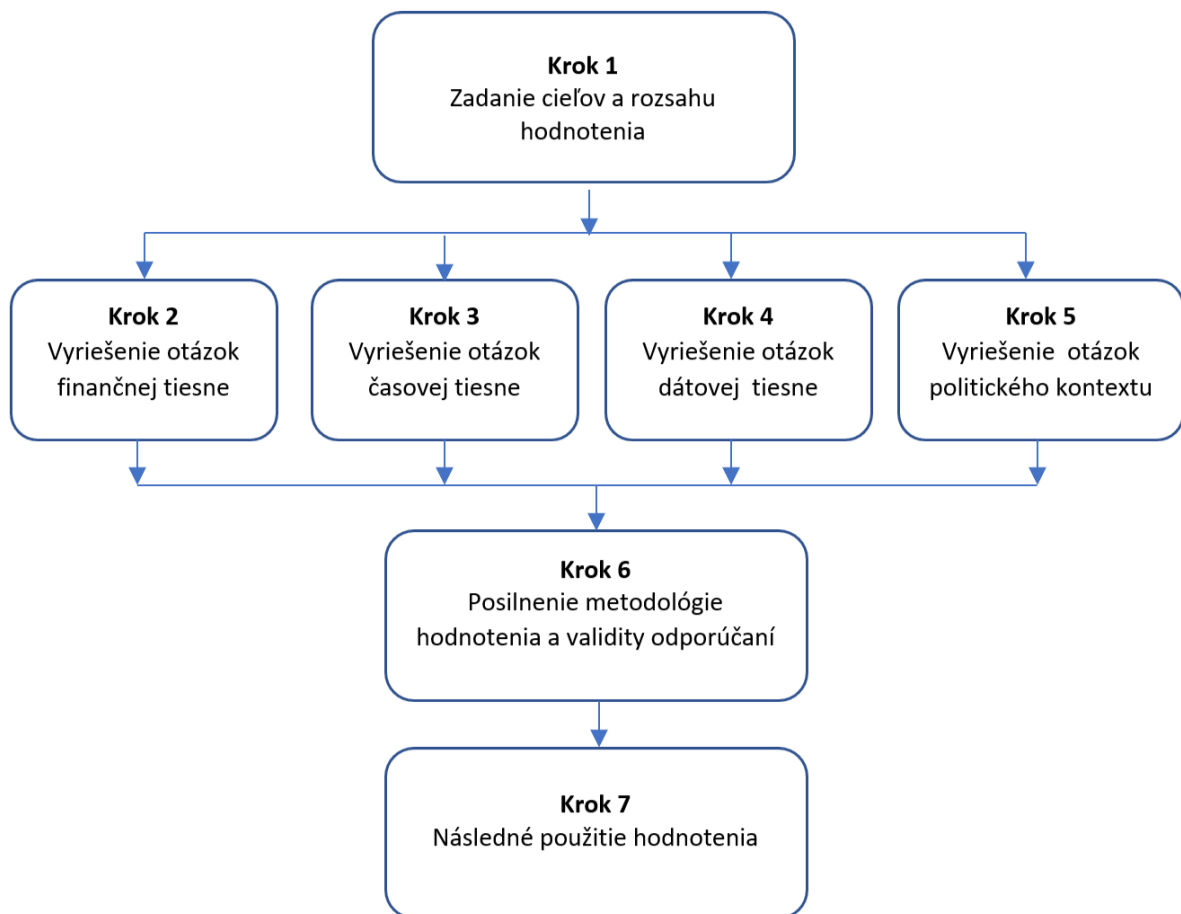 Krok 1
Zadanie cieľov a rozsahu
hodnotenia
Krok 2
Vyriešenie otázok
finančnej tiesne
Krok 3
Vyriešenie otázok
časovej tiesne
Krok 4
Vyriešenie otázok
dátovej tiesne
Krok 5
Vyriešenie otázok
politického kontextu
Krok 6
Posilnenie metodológie
hodnotenia a validity odporúčaní
Krok 7
Následné použitie hodnotenia